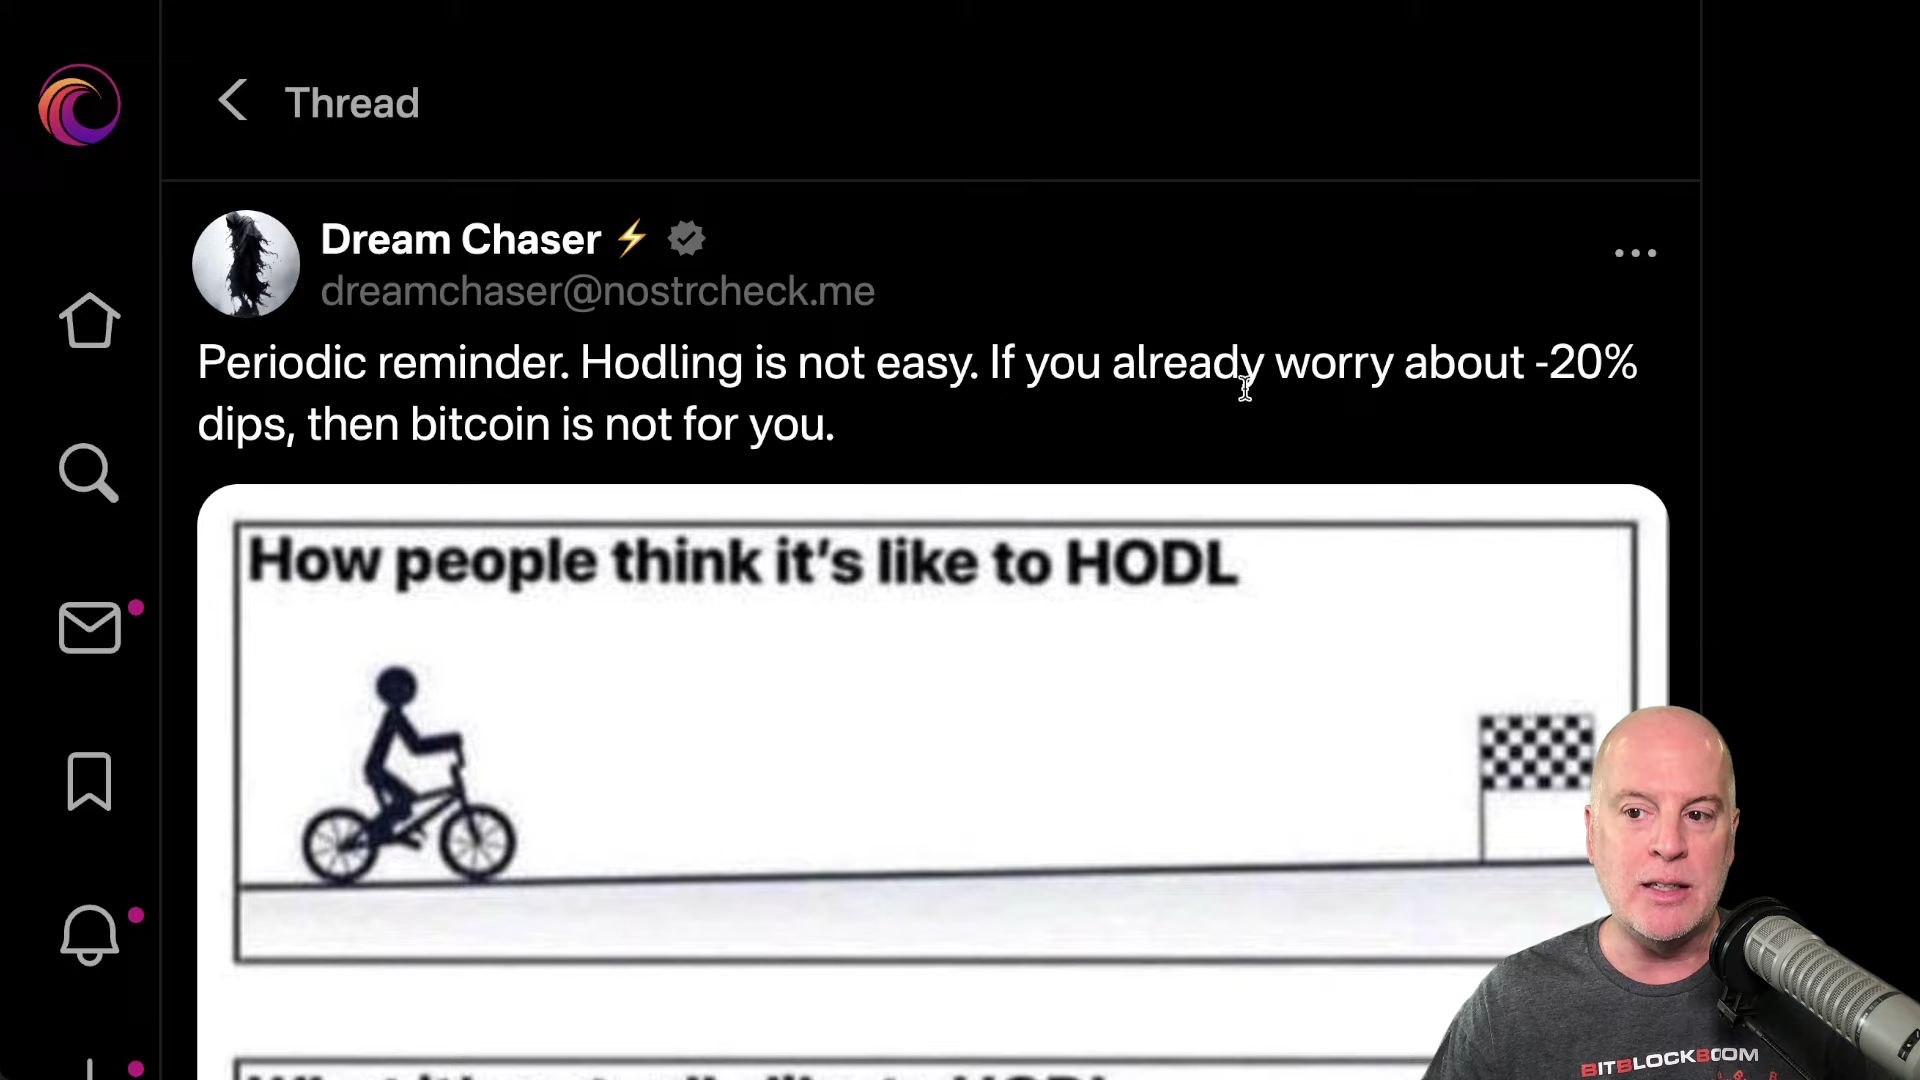 Thread
Dream Chaser ⚡
dreamchaser@nostrcheck.me
Periodic reminder. Hodling is not easy. If you already worry about -20%
dips, then bitcoin is not for you.
How people think it's like to HODL
BITBLOCKBOOM